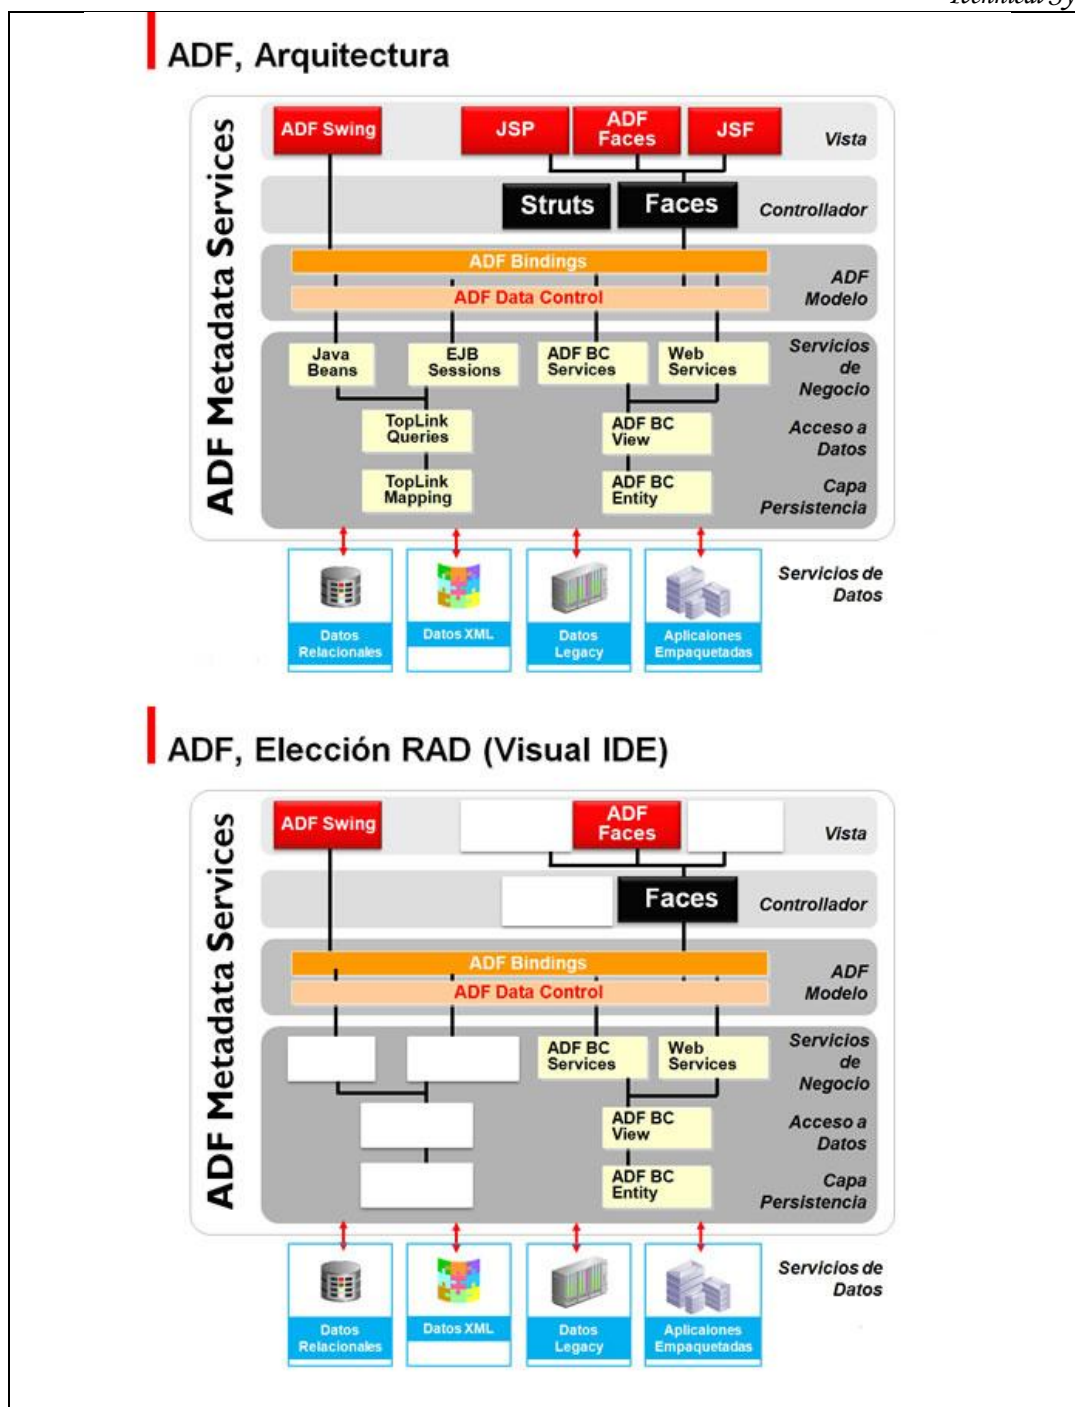 Technical Sy
ADF, Arquitectura
ADF Metadata Services
ADF Swing
JSP
ADF
Faces
JSF
Vista
Struts
Faces
Controllador
ADF Bindings
ADF Data Control
ADF
Modelo
Java
Beans
EJB
Sessions
ADF BC
Services
Web
Services
Servicios
de
Negocio
TopLink
Queries
ADF BC
View
Acceso a
Datos
TopLink
Mapping
ADF BC
Entity
Capa
Persistencia
Datos
Relacionales
Datos XML
Datos
Legacy
Aplicaiones
Empaquetadas
Servicios de
Datos
ADF, Elección RAD (Visual IDE)
ADF Metadata Services
ADF Swing
ADF
Faces
Vista
Faces
Controllador
ADF Bindings
ADF Data Control
ADF
Modelo
ADF BC
Services
Web
Services
Servicios
de
Negocio
ADF BC
View
Acceso a
Datos
ADF BC
Entity
Capa
Persistencia
Datos
Relacionales
Datos XML
Datos
Legacy
Aplicaiones
Empaquetadas
Servicios de
Datos